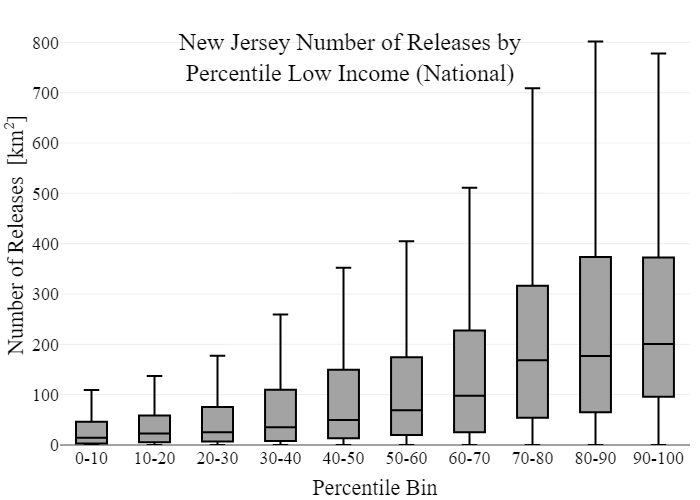 New Jersey Number of Releases by
Percentile Low Income (National)
Number of Releases [km²]
800
700
600
500
400
300
200
100
0
0-10 10-20 20-30 30-40 40-50 50-60 60-70 70-80 80-90 90-100
Percentile Bin